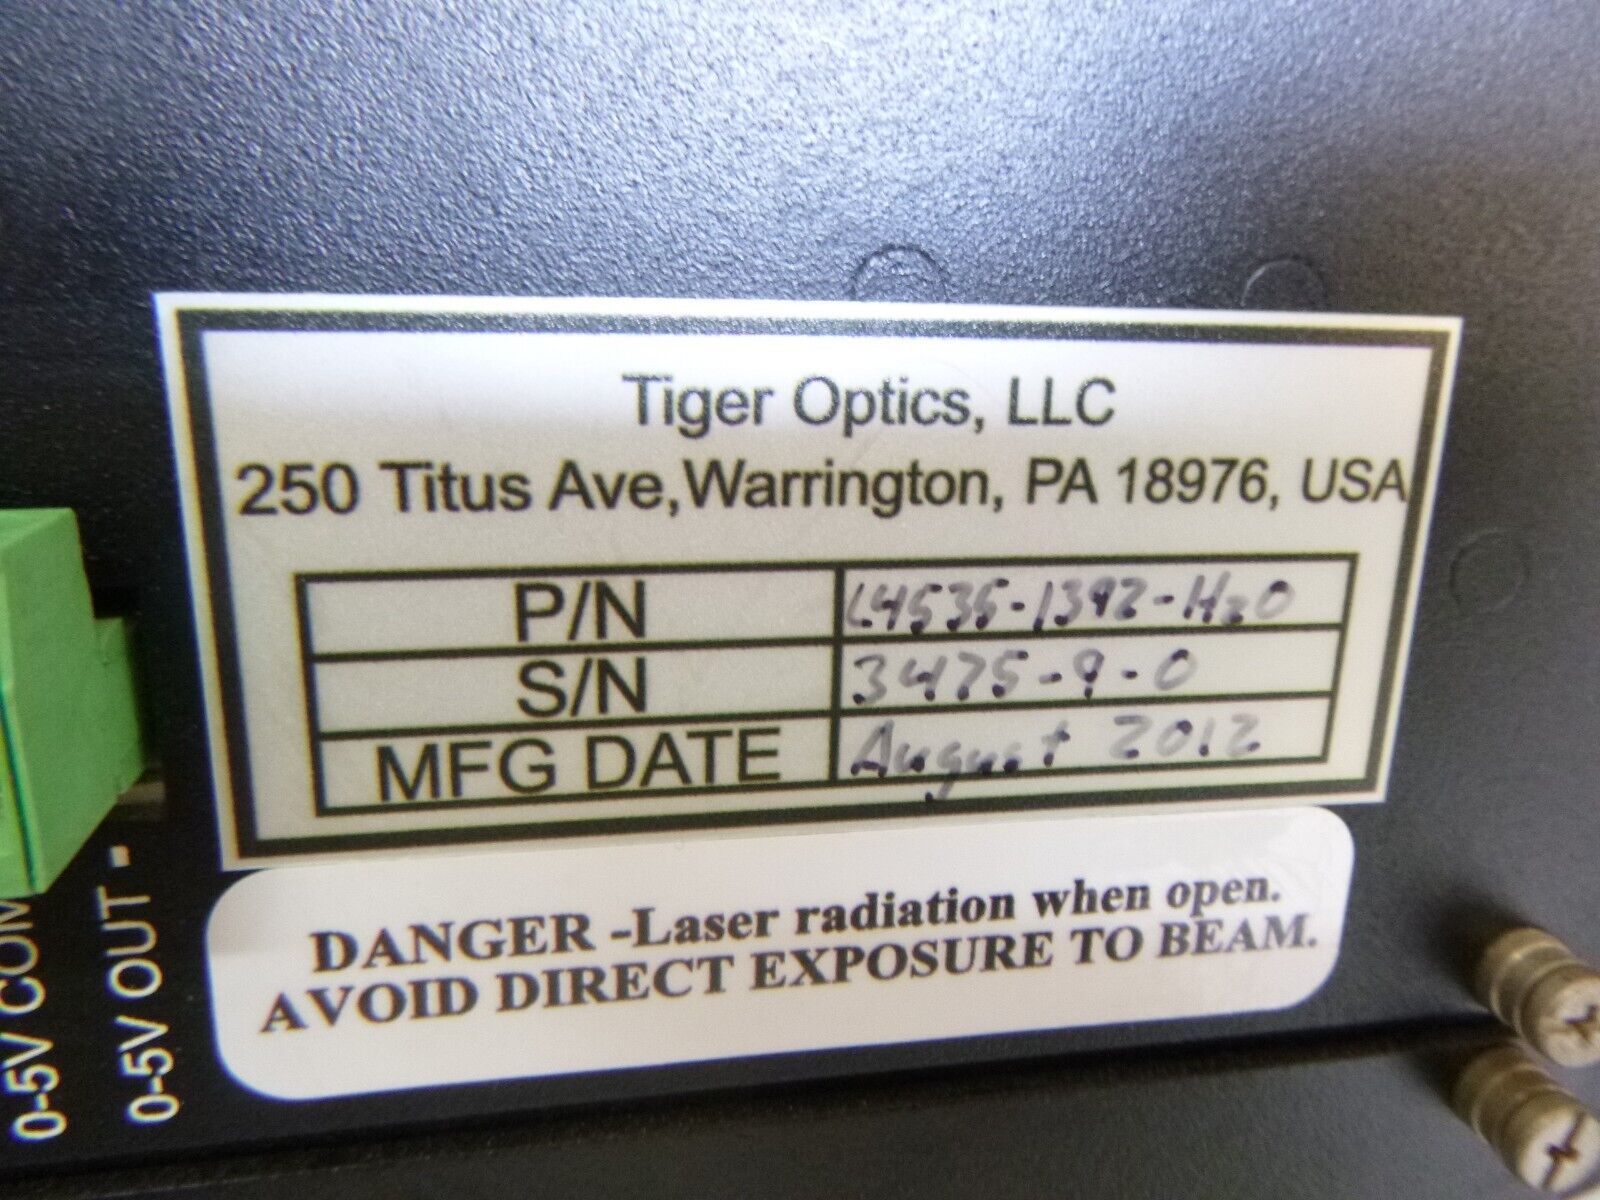 Tiger Optics, LLC
250 Titus Ave,Warrington, PA 18976, USA
P/N L4535-1392-H2O
S/N 3475-9-0
MFG DATE August 2012
DANGER -Laser radiation when open.
AVOID DIRECT EXPOSURE TO BEAM.
0-5V COM
0-5V OUT -